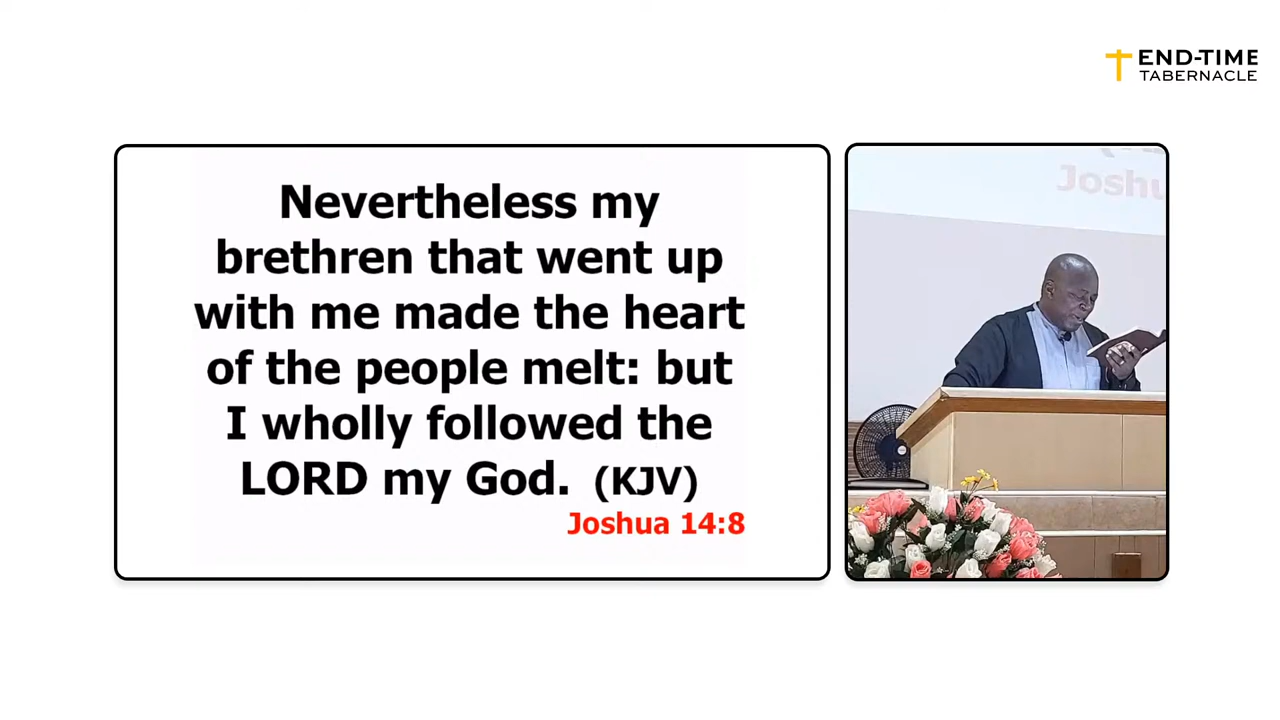 END-TIME
TABERNACLE
Nevertheless my
brethren that went up
with me made the heart
of the people melt: but
I wholly followed the
LORD my God. (KJV)
Joshua 14:8